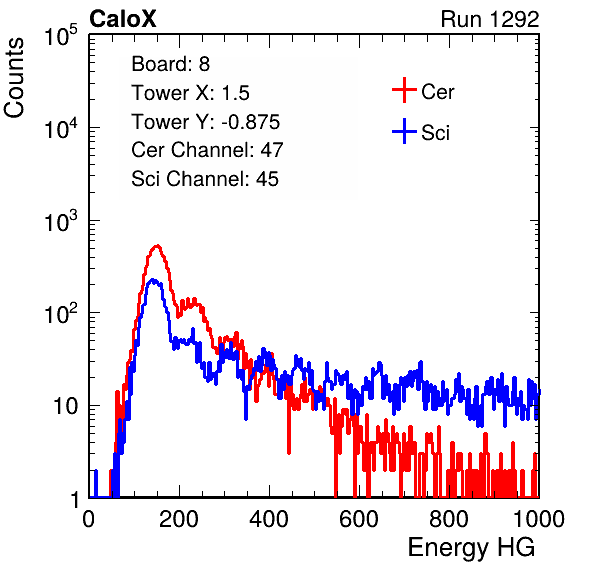 CaloX Run 1292
Counts
Board: 8
Tower X: 1.5
Tower Y: -0.875
Cer Channel: 47
Sci Channel: 45
Cer
Sci
10^5
10^4
10^3
10^2
10
1
0 200 400 600 800 1000
Energy HG